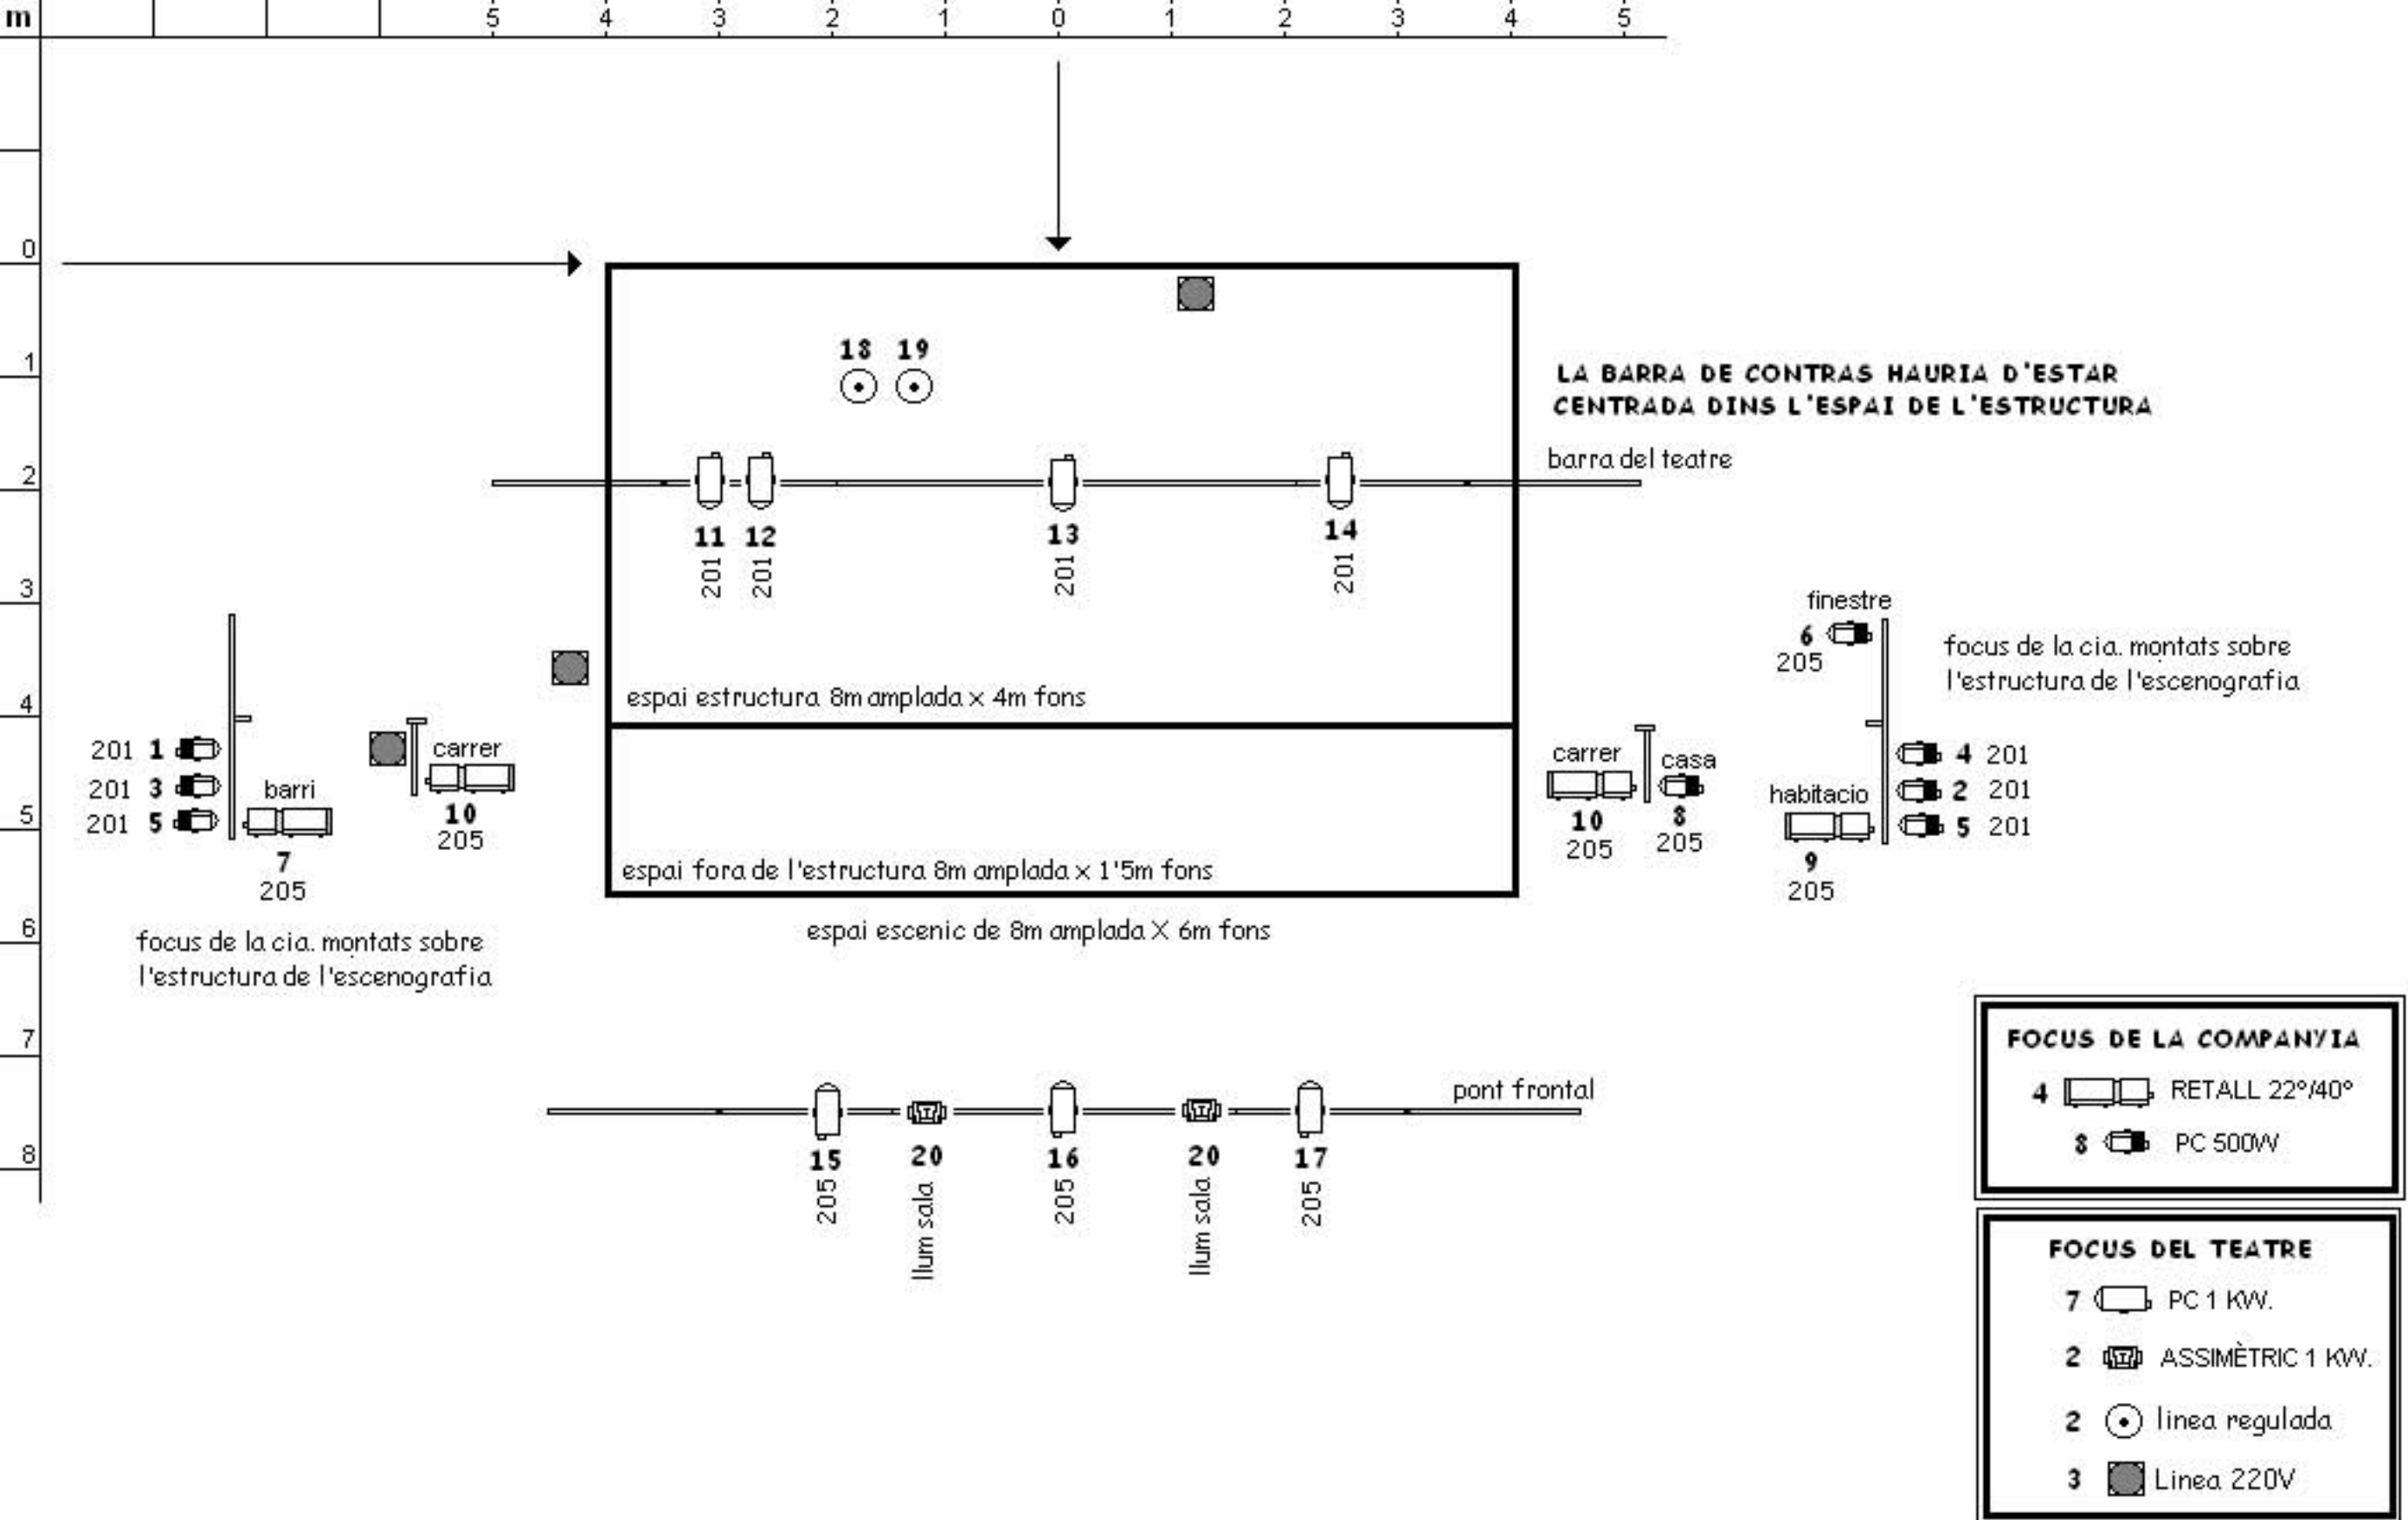 m 5 4 3 2 1 0 1 2 3 4 5
0
1
2
3
4
5
6
7
8
18 19
LA BARRA DE CONTRAS HAURIA D'ESTAR
CENTRADA DINS L'ESPAI DE L'ESTRUCTURA
barra del teatre
11 12 13 14
201 201 201 201
finestre
6
205
focus de la cia. montats sobre
l'estructura de l'escenografia
espai estructura 8m amplada x 4m fons
201 1
201 3
201 5
barri
7
205
carrer
10
205
carrer
10
205
casa
8
205
habitacio
9
205
4 201
2 201
5 201
espai fora de l'estructura 8m amplada x 1'5m fons
espai escenic de 8m amplada X 6m fons
focus de la cia. montats sobre
l'estructura de l'escenografia
pont frontal
15 20 16 20 17
205 llum sala 205 llum sala 205
FOCUS DE LA COMPANYIA
4 RETALL 22º/40º
8 PC 500W
FOCUS DEL TEATRE
7 PC 1 KW.
2 ASSIMÈTRIC 1 KW.
2 linea regulada
3 Linea 220V